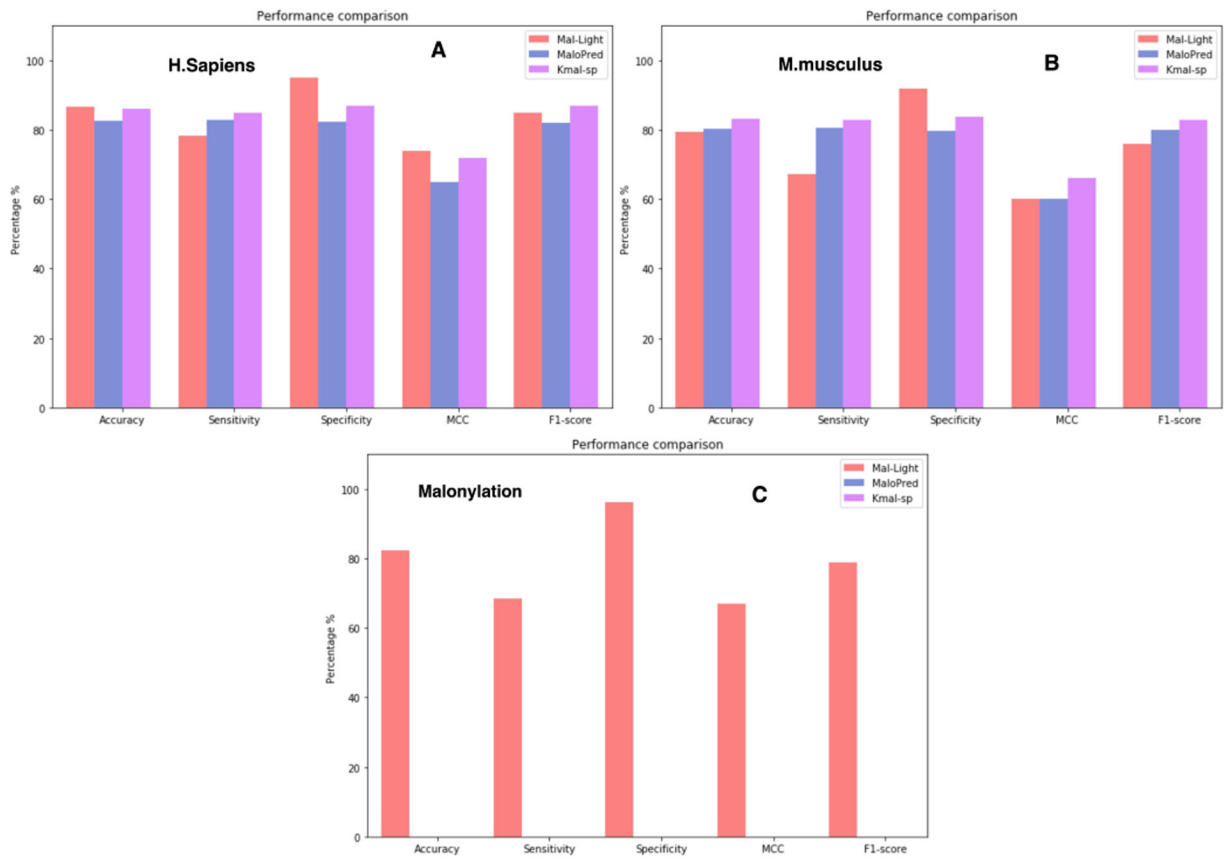 Performance comparison
H.Sapiens
A
Mal-Light
MaloPred
Kmal-sp
Percentage %
100
80
60
40
20
0
Accuracy
Sensitivity
Specificity
MCC
F1-score
Performance comparison
M.musculus
B
Mal-Light
MaloPred
Kmal-sp
Percentage %
100
80
60
40
20
0
Accuracy
Sensitivity
Specificity
MCC
F1-score
Performance comparison
Malonylation
C
Mal-Light
MaloPred
Kmal-sp
Percentage %
100
80
60
40
20
0
Accuracy
Sensitivity
Specificity
MCC
F1-score